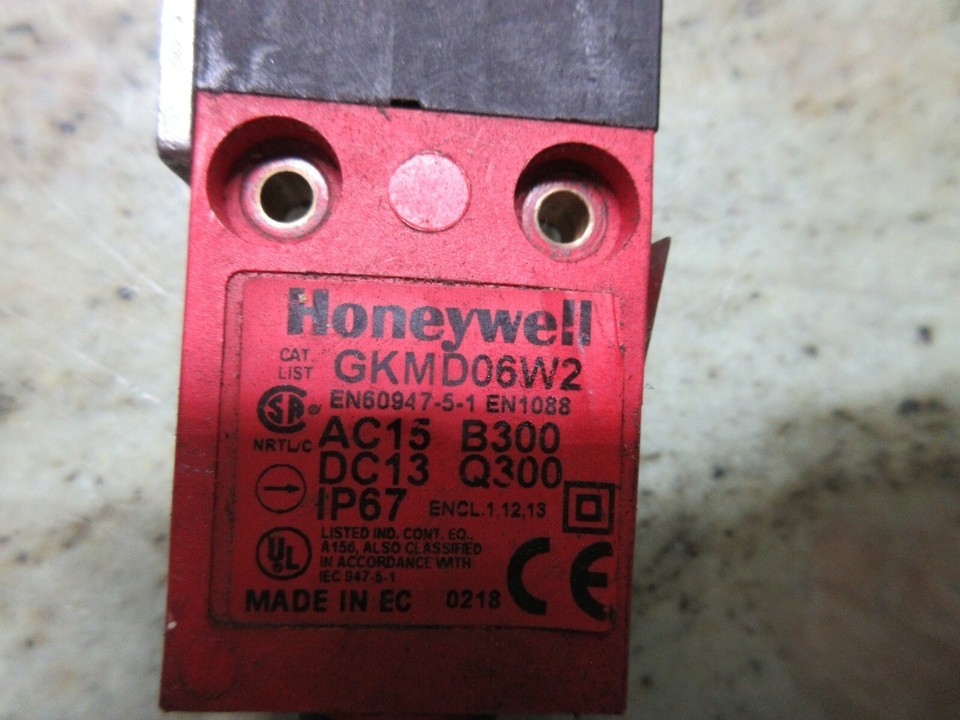 Honeywell
CAT. LIST GKMD06W2
EN60947-5-1 EN1088
NRTL/C
AC15 B300
DC13 Q300
IP67 ENCL.1,12,13
UL
LISTED IND. CONT. EQ.,
A156, ALSO CLASSIFIED
IN ACCORDANCE WITH
IEC 947-5-1
MADE IN EC 0218 CE